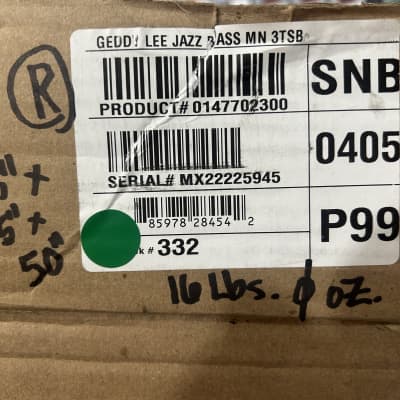 GEDDY LEE JAZZ BASS MN 3TSB
PRODUCT# 0147702300
SERIAL# MX22225945
85978 28454 2
k # 332
SNB
0405
P99
R
" x
5" x
50"
16 Lbs. 0 oz.